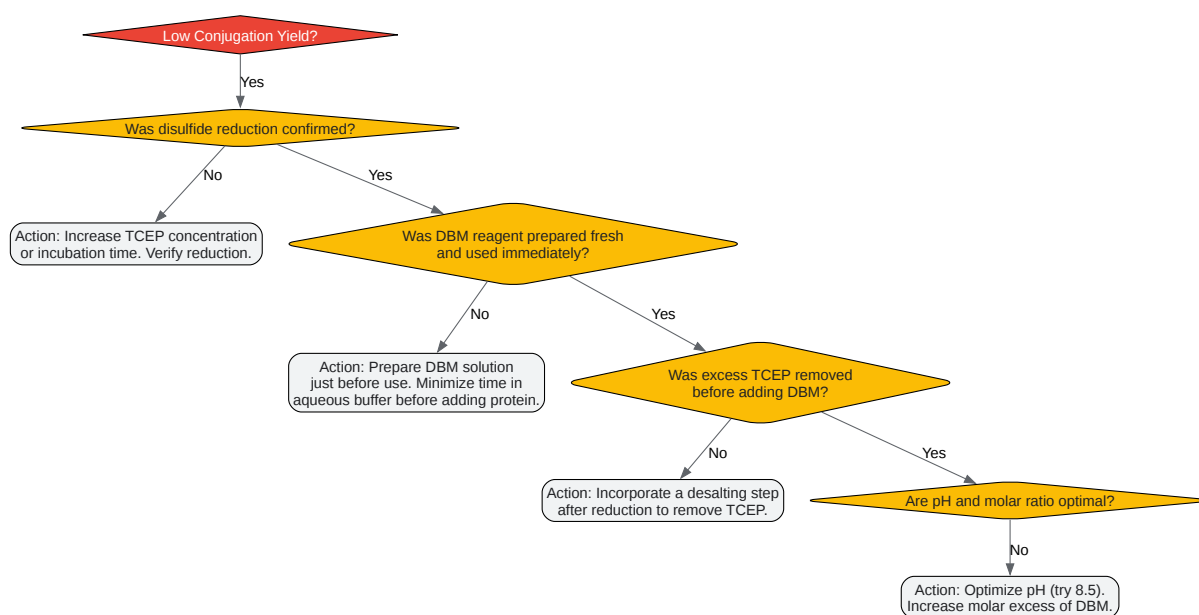 Low Conjugation Yield?
Yes
Was disulfide reduction confirmed?
No
Yes
Action: Increase TCEP concentration
or incubation time. Verify reduction.
Was DBM reagent prepared fresh
and used immediately?
No
Yes
Action: Prepare DBM solution
just before use. Minimize time in
aqueous buffer before adding protein.
Was excess TCEP removed
before adding DBM?
No
Yes
Action: Incorporate a desalting step
after reduction to remove TCEP.
Are pH and molar ratio optimal?
No
Action: Optimize pH (try 8.5).
Increase molar excess of DBM.